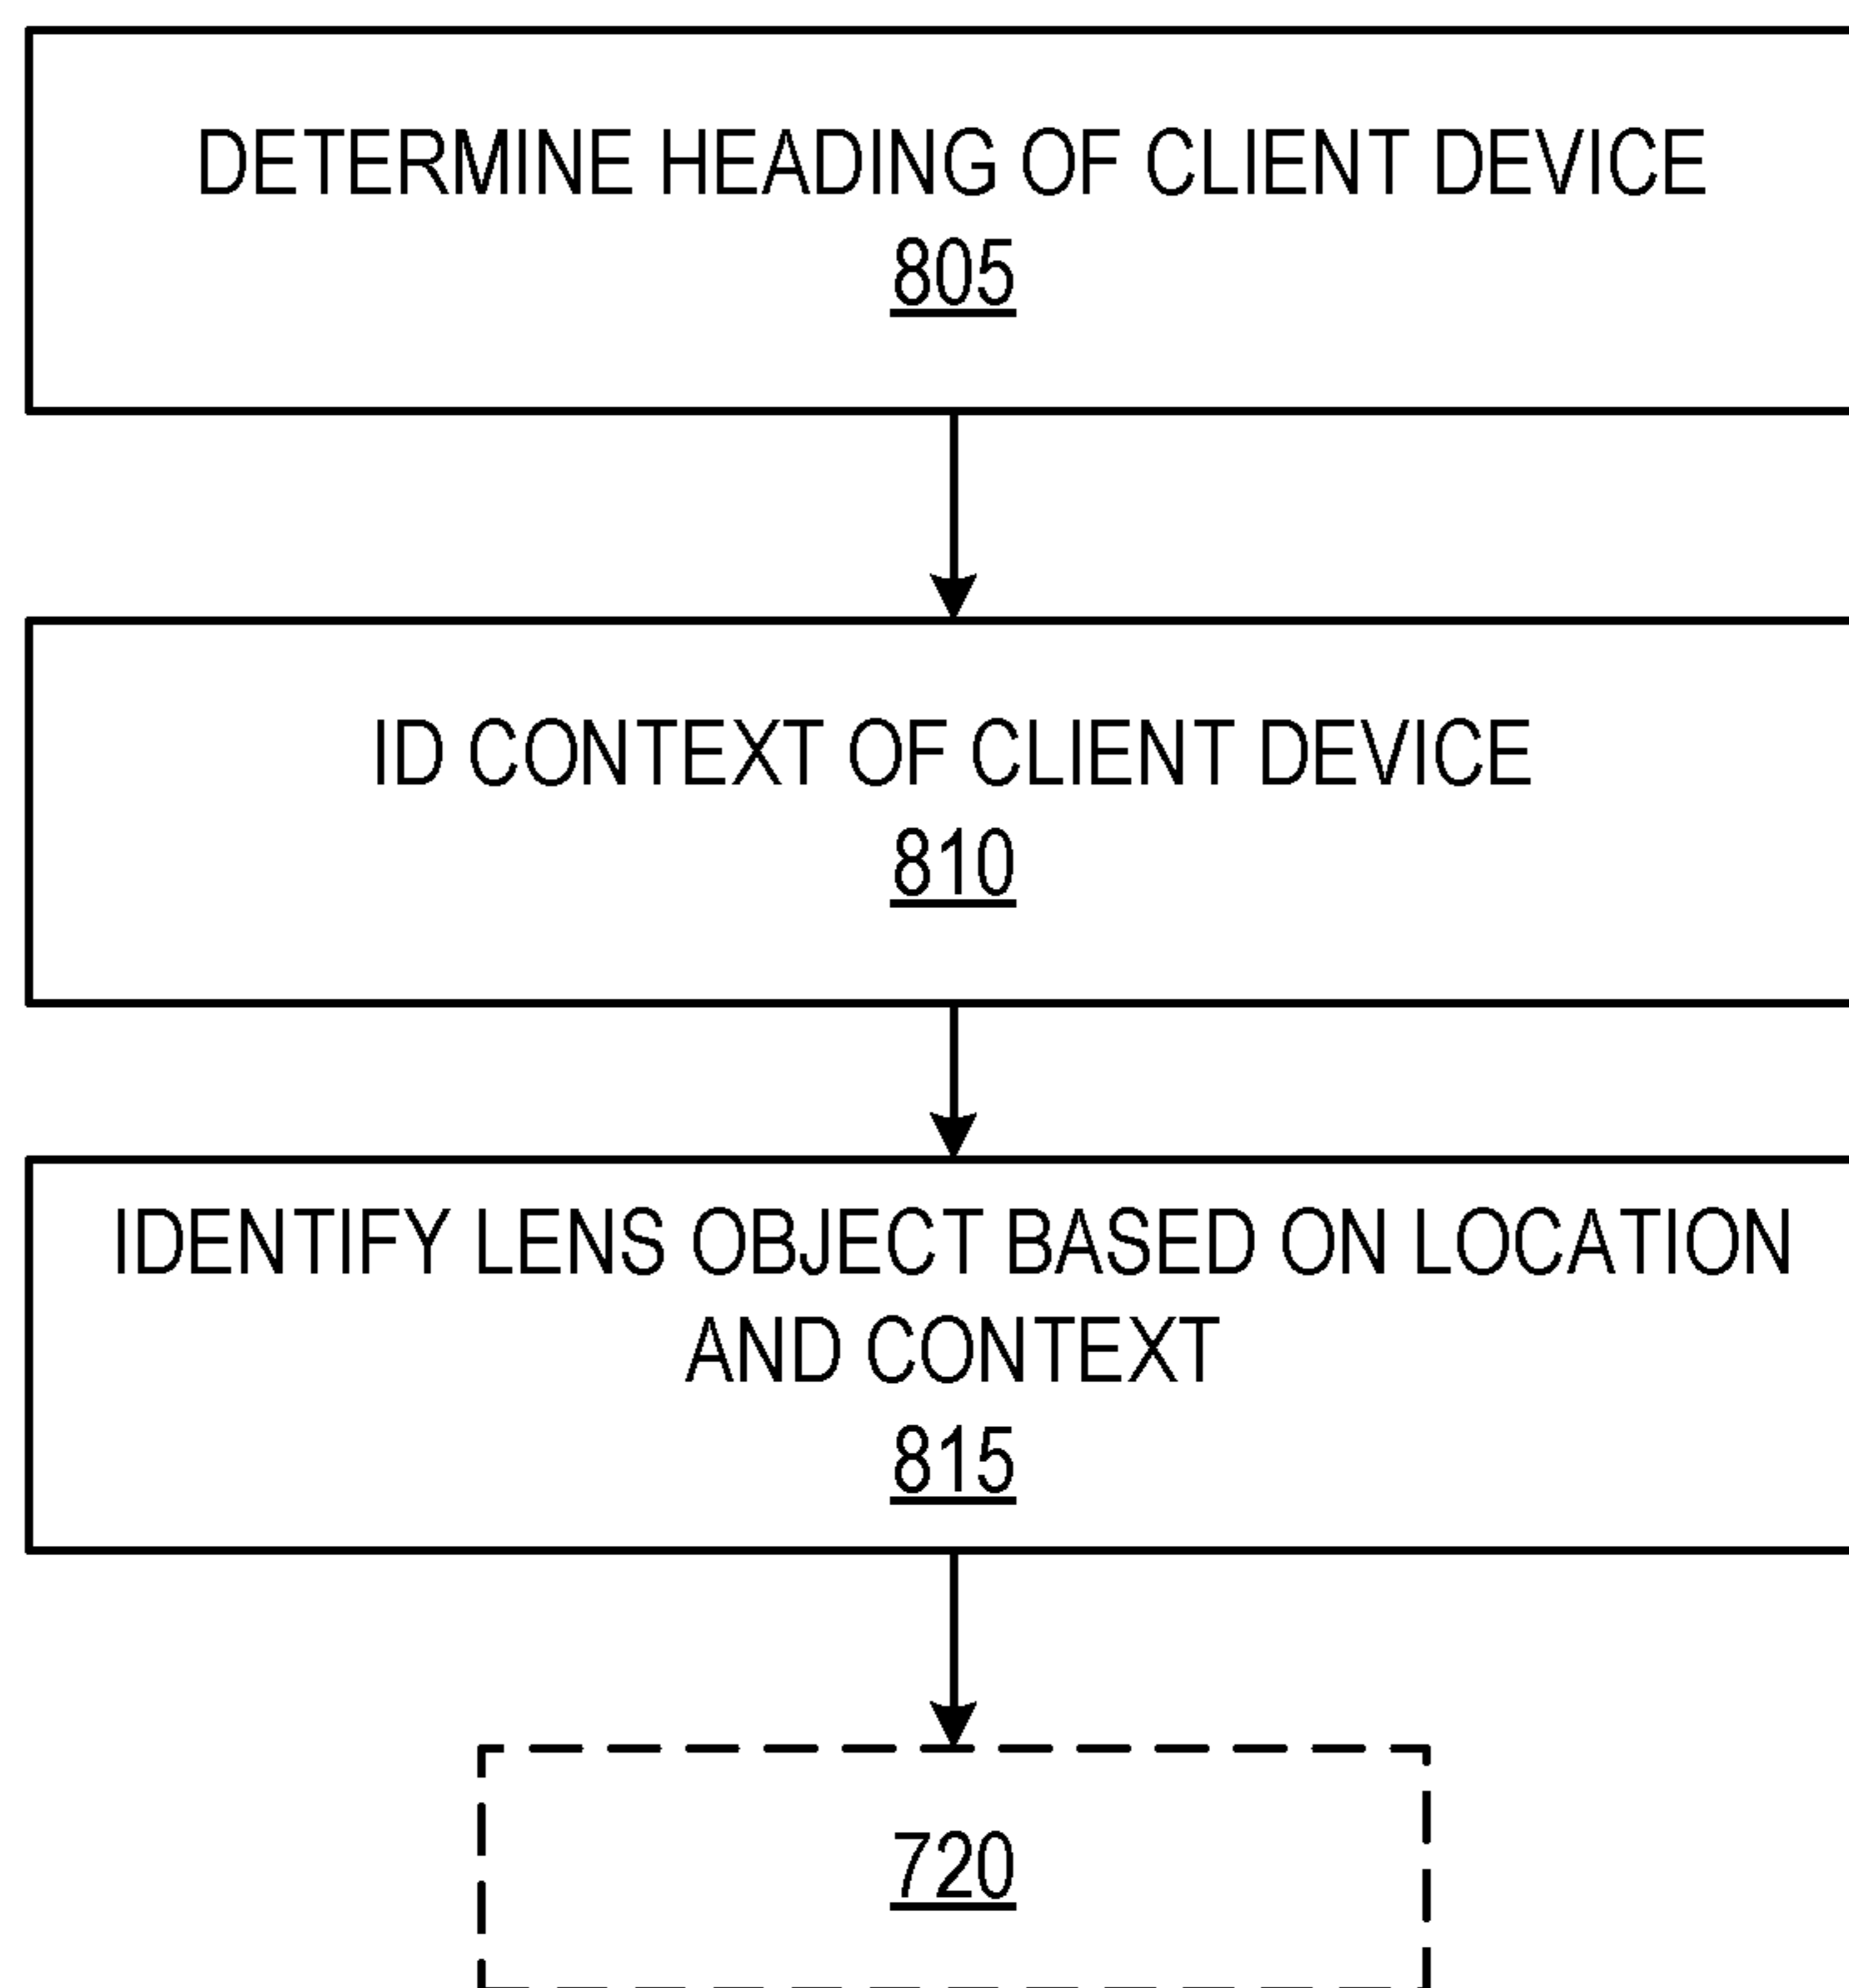 DETERMINE HEADING OF CLIENT DEVICE
805
ID CONTEXT OF CLIENT DEVICE
810
IDENTIFY LENS OBJECT BASED ON LOCATION
AND CONTEXT
815
720